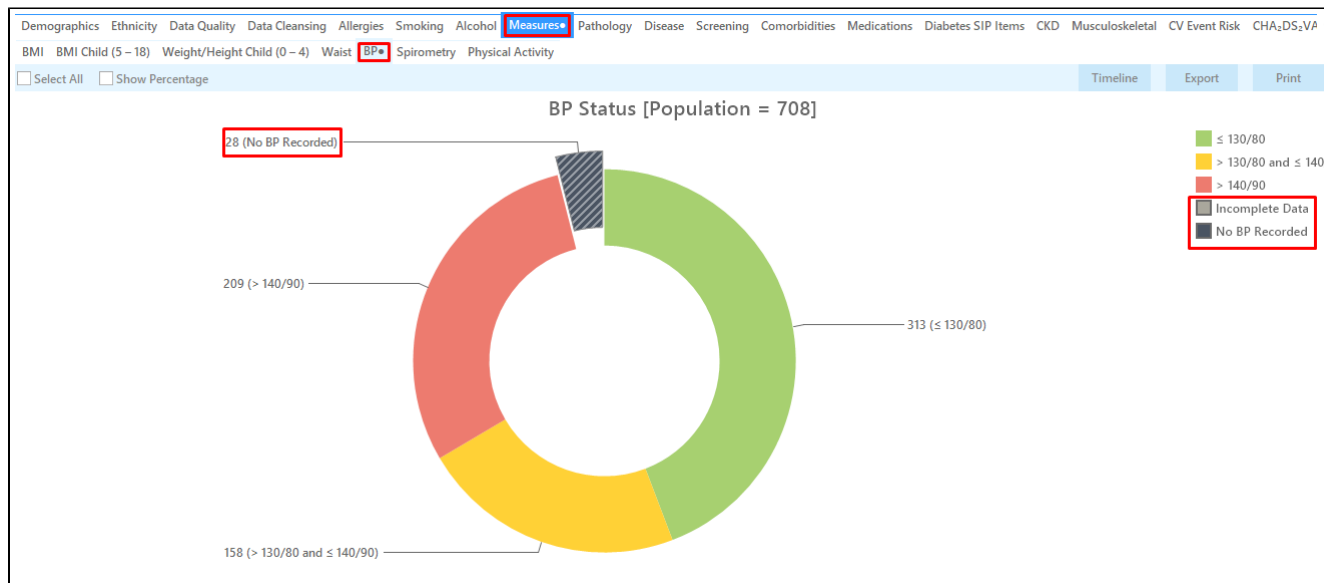 Demographics Ethnicity Data Quality Data Cleansing Allergies Smoking Alcohol Measures● Pathology Disease Screening Comorbidities Medications Diabetes SIP Items CKD Musculoskeletal CV Event Risk CHA₂DS₂VA
BMI BMI Child (5 – 18) Weight/Height Child (0 – 4) Waist BP● Spirometry Physical Activity
Select All Show Percentage Timeline Export Print
BP Status [Population = 708]
28 (No BP Recorded)
209 (> 140/90)
313 (≤ 130/80)
158 (> 130/80 and ≤ 140/90)
≤ 130/80
> 130/80 and ≤ 140
> 140/90
Incomplete Data
No BP Recorded